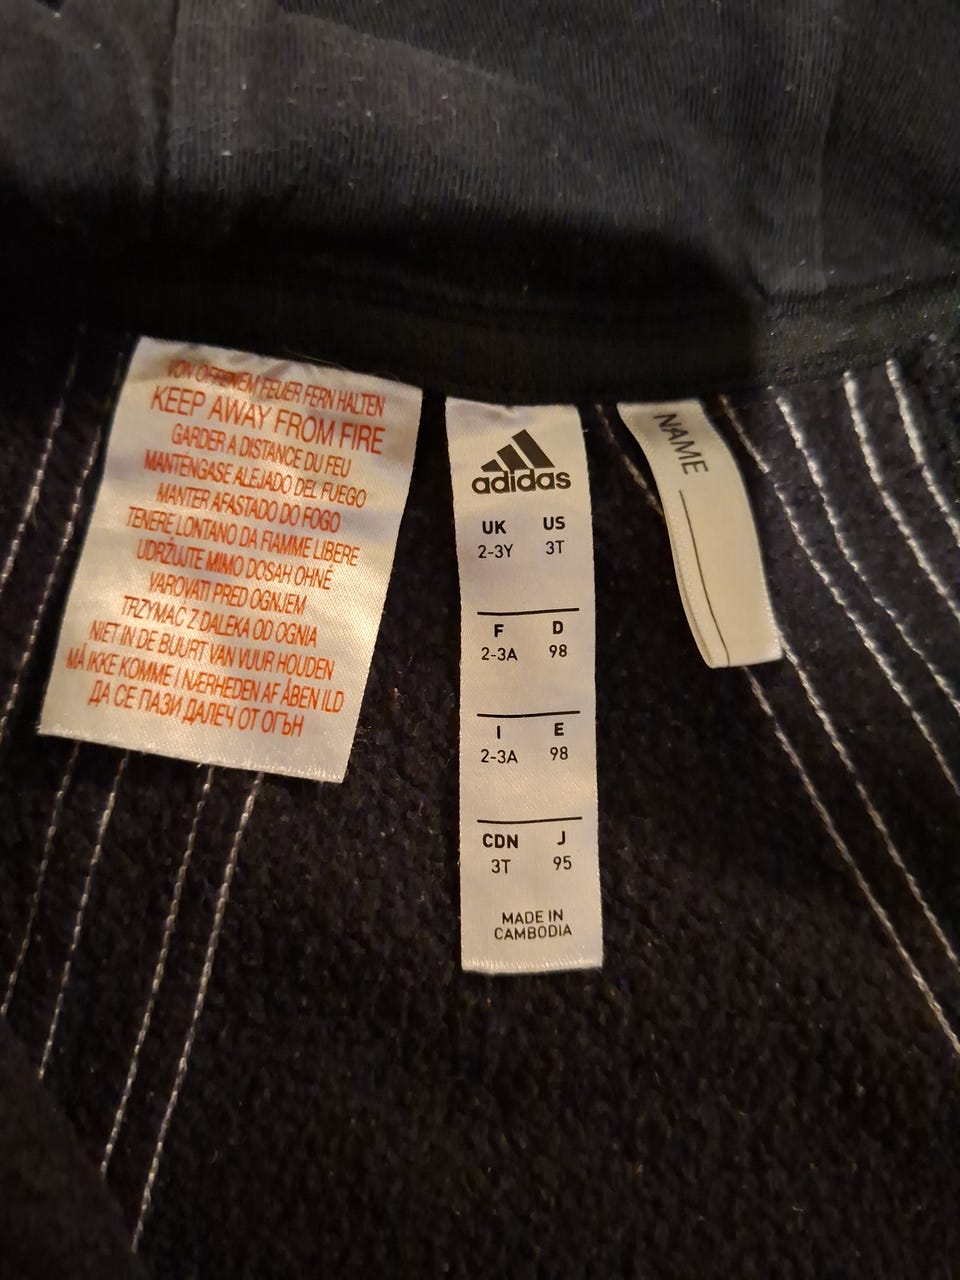 VON OFFENEM FEUER FERN HALTEN
KEEP AWAY FROM FIRE
GARDER A DISTANCE DU FEU
MANTÉNGASE ALEJADO DEL FUEGO
MANTER AFASTADO DO FOGO
TENERE LONTANO DA FIAMME LIBERE
UDRŽUJTE MIMO DOSAH OHNĚ
VAROVATI PRED OGNJEM
TRZYMAĆ Z DALEKA OD OGNIA
NIET IN DE BUURT VAN VUUR HOUDEN
MÅ IKKE KOMME I NÆRHEDEN AF ÅBEN ILD
ДА СЕ ПАЗИ ДАЛЕЧ ОТ ОГЪН
adidas
UK US
2-3Y 3T
F D
2-3A 98
I E
2-3A 98
CDN J
3T 95
MADE IN
CAMBODIA
NAME